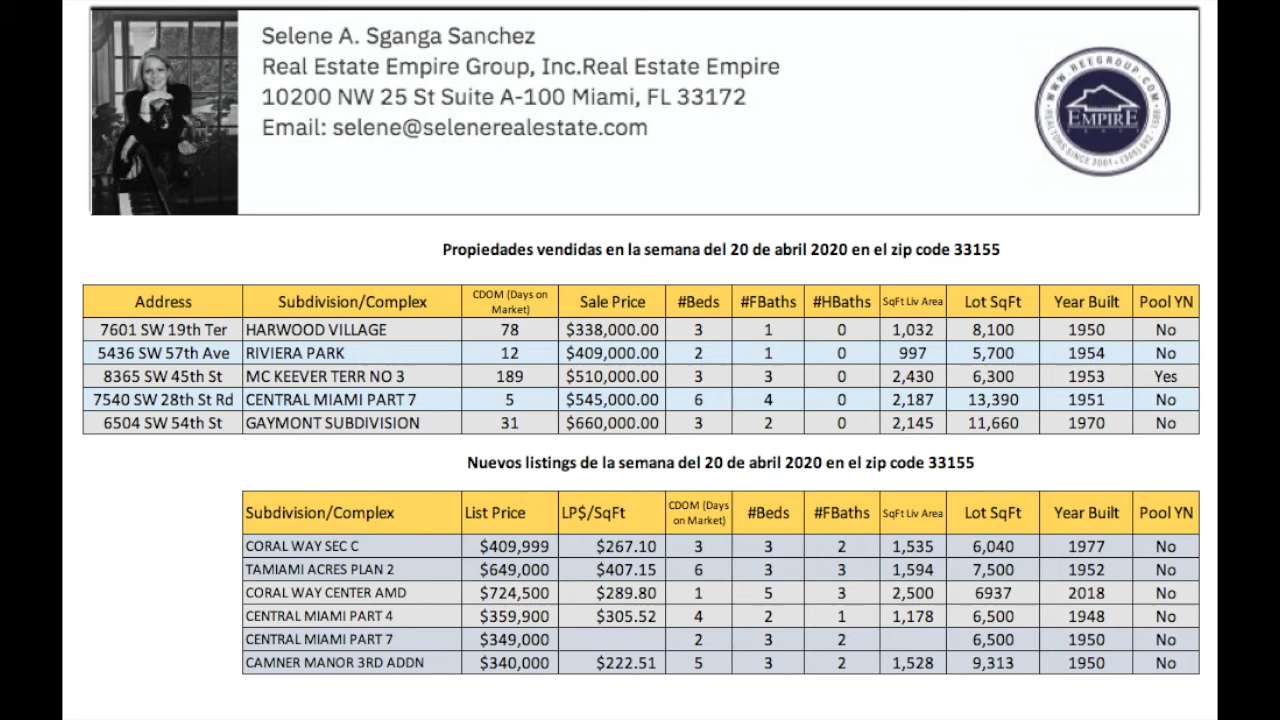 Selene A. Sganga Sanchez
Real Estate Empire Group, Inc.Real Estate Empire
10200 NW 25 St Suite A-100 Miami, FL 33172
Email: selene@selenerealestate.com
WWW.REEGROUP.COM
EMPIRE
REALTORS SINCE 2001 • (305)
Propiedades vendidas en la semana del 20 de abril 2020 en el zip code 33155
Address Subdivision/Complex CDOM (Days on Market) Sale Price #Beds #FBaths #HBaths SqFt Liv Area Lot SqFt Year Built Pool YN
7601 SW 19th Ter HARWOOD VILLAGE 78 $338,000.00 3 1 0 1,032 8,100 1950 No
5436 SW 57th Ave RIVIERA PARK 12 $409,000.00 2 1 0 997 5,700 1954 No
8365 SW 45th St MC KEEVER TERR NO 3 189 $510,000.00 3 3 0 2,430 6,300 1953 Yes
7540 SW 28th St Rd CENTRAL MIAMI PART 7 5 $545,000.00 6 4 0 2,187 13,390 1951 No
6504 SW 54th St GAYMONT SUBDIVISION 31 $660,000.00 3 2 0 2,145 11,660 1970 No
Nuevos listings de la semana del 20 de abril 2020 en el zip code 33155
Subdivision/Complex List Price LP$/SqFt CDOM (Days on Market) #Beds #FBaths SqFt Liv Area Lot SqFt Year Built Pool YN
CORAL WAY SEC C $409,999 $267.10 3 3 2 1,535 6,040 1977 No
TAMIAMI ACRES PLAN 2 $649,000 $407.15 6 3 3 1,594 7,500 1952 No
CORAL WAY CENTER AMD $724,500 $289.80 1 5 3 2,500 6937 2018 No
CENTRAL MIAMI PART 4 $359,900 $305.52 4 2 1 1,178 6,500 1948 No
CENTRAL MIAMI PART 7 $349,000 2 3 2 6,500 1950 No
CAMNER MANOR 3RD ADDN $340,000 $222.51 5 3 2 1,528 9,313 1950 No